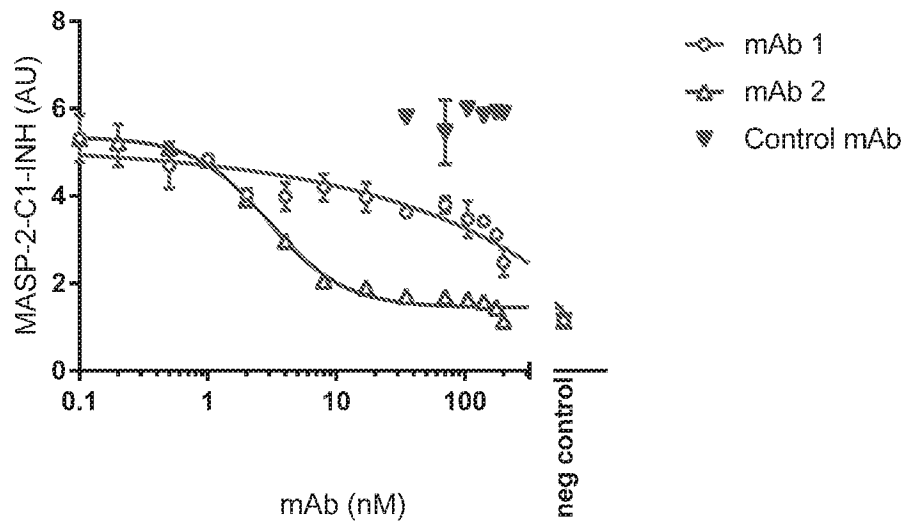 MASP-2-C1-INH (AU)
8
6
4
2
0
0.1 1 10 100
mAb (nM)
neg control
mAb 1
mAb 2
Control mAb